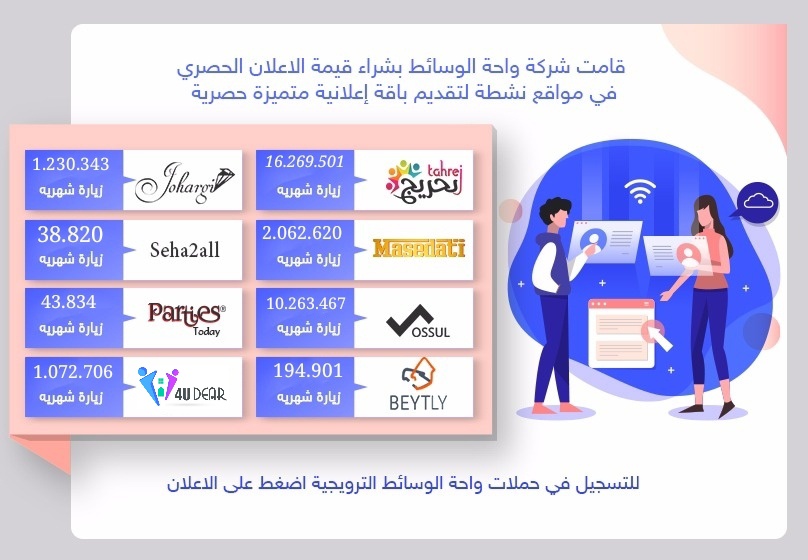 قامت شركة واحة الوسائط بشراء قيمة الاعلان الحصري
في مواقع نشطة لتقديم باقة إعلانية متميزة حصرية
tahrej
تحريج
16.269.501
زيارة شهريه
Johargi
1.230.343
زيارة شهريه
Masedati
2.062.620
زيارة شهريه
Seha2all
38.820
زيارة شهريه
VOSSUL
10.263.467
زيارة شهريه
Parties®
Today
43.834
زيارة شهريه
BEYTLY
194.901
زيارة شهريه
4U DEAR
1.072.706
زيارة شهريه
للتسجيل في حملات واحة الوسائط الترويجية اضغط على الاعلان